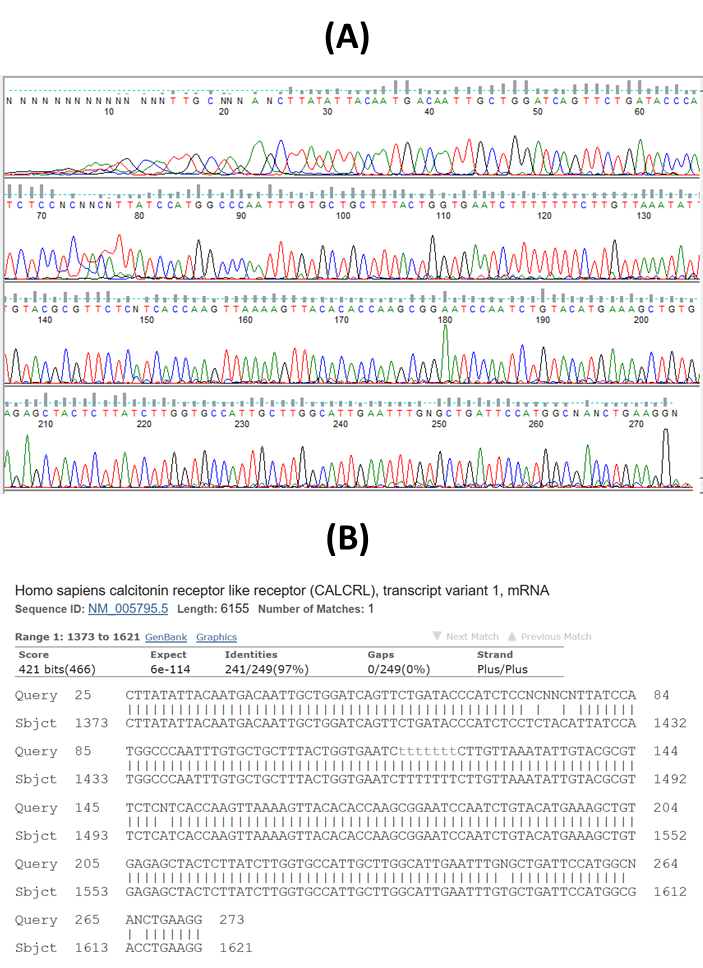 (A)
NNNNNNNNNNNNN NNNTTGCNNN ANCTTATATTACAATGACAATTGCTGGATCAGTTCTGATACCCA
10 20 30 40 50 60
TCTCCNCNNCNTTATCCATGGCCCCAATTTGTGCTGCTTTACTGGTGAATCTTTTTTTCTTGTTAAATATT
70 80 90 100 110 120 130
TGTACGCGTTCTCNTCACCAAGTTAAAAGTTACACACCAAGCGGAATCCAATCTGTACATGAAAGCTGTG
140 150 160 170 180 190 200
AGAGCTACTCTTATCTTGGTGCCATTGCTTGGCATTGAATTTGNGCTGATTCCATGGCNANCTGAAGGN
210 220 230 240 250 260 270
(B)
Homo sapiens calcitonin receptor like receptor (CALCRL), transcript variant 1, mRNA
Sequence ID: NM_005795.5 Length: 6155 Number of Matches: 1
Range 1: 1373 to 1621 GenBank Graphics Next Match Previous Match
Score Expect Identities Gaps Strand
421 bits(466) 6e-114 241/249(97%) 0/249(0%) Plus/Plus
Query 25 CTTATATTACAATGACAATTGCTGGATCAGTTCTGATACCCATCTCCNCNNCNTTATCCA 84
Sbjct 1373 CTTATATTACAATGACAATTGCTGGATCAGTTCTGATACCCATCTCCTCTACATTATCCA 1432
Query 85 TGGCCCAATTTGTGCTGCTTTACTGGTGAATCtttttttCTTGTTAAATATTGTACGCGT 144
Sbjct 1433 TGGCCCAATTTGTGCTGCTTTACTGGTGAATCTTTTTTTCTTGTTAAATATTGTACGCGT 1492
Query 145 TCTCNTCACCAAGTTAAAAGTTACACACCAAGCGGAATCCAATCTGTACATGAAAGCTGT 204
Sbjct 1493 TCTCATCACCAAGTTAAAAGTTACACACCAAGCGGAATCCAATCTGTACATGAAAGCTGT 1552
Query 205 GAGAGCTACTCTTATCTTGGTGCCATTGCTTGGCATTGAATTTGNGCTGATTCCATGGCN 264
Sbjct 1553 GAGAGCTACTCTTATCTTGGTGCCATTGCTTGGCATTGAATTTGTGCTGATTCCATGGCG 1612
Query 265 ANCTGAAGG 273
Sbjct 1613 ACCTGAAGG 1621